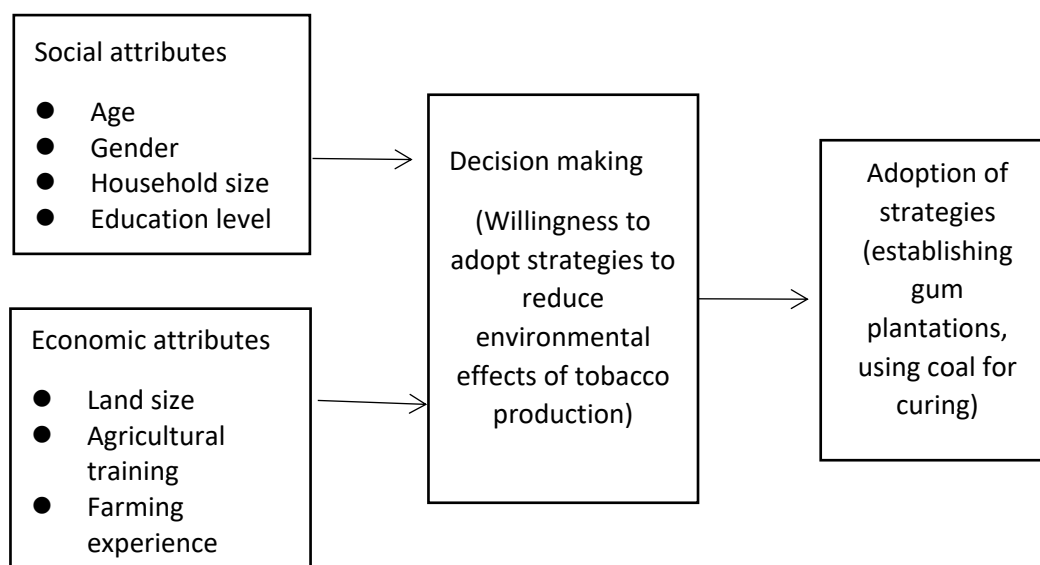 Social attributes
● Age
● Gender
● Household size
● Education level
Economic attributes
● Land size
● Agricultural
training
● Farming
experience
Decision making
(Willingness to
adopt strategies to
reduce
environmental
effects of tobacco
production)
Adoption of
strategies
(establishing
gum
plantations,
using coal for
curing)